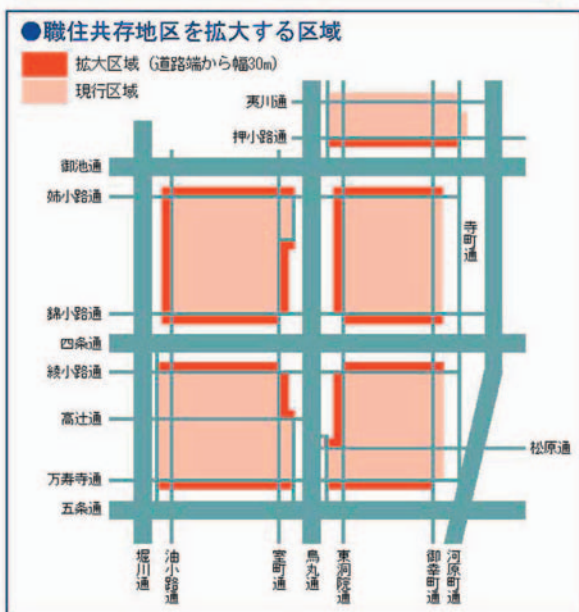 ●職住共存地区を拡大する区域
拡大区域（道路端から幅30m）
現行区域
夷川通
押小路通
御池通
姉小路通
寺町通
錦小路通
四条通
綾小路通
高辻通
松原通
万寿寺通
五条通
堀川通
油小路通
室町通
烏丸通
東洞院通
御幸町通
河原町通